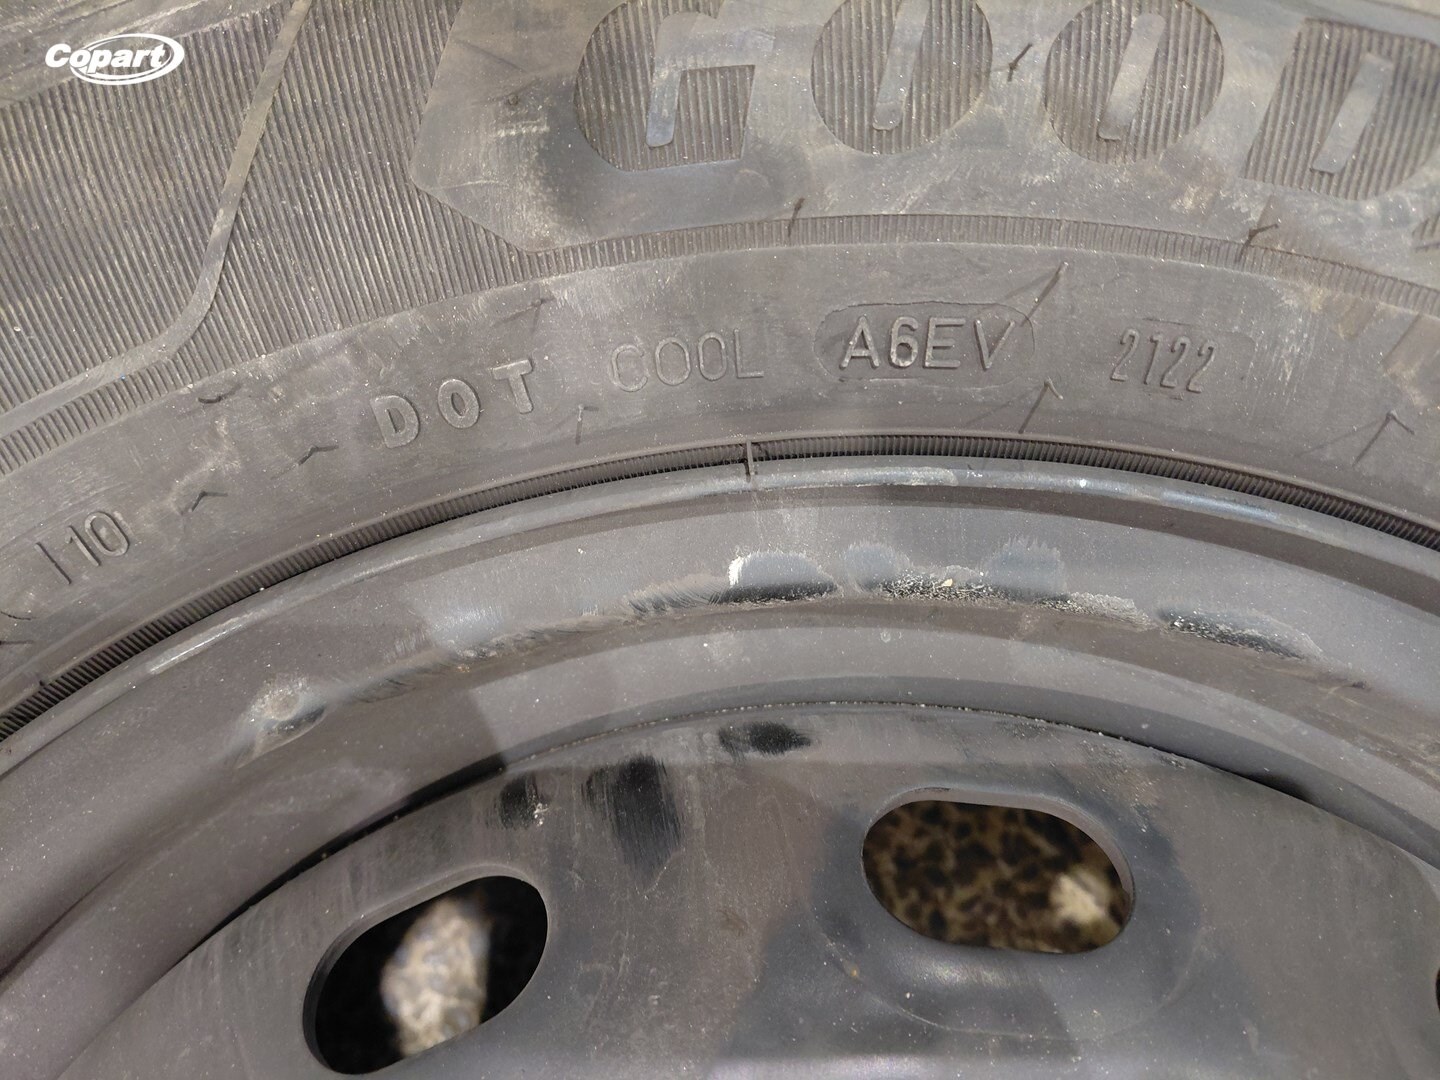 Copart
GOOD
DOT COOL A6EV 2122
110